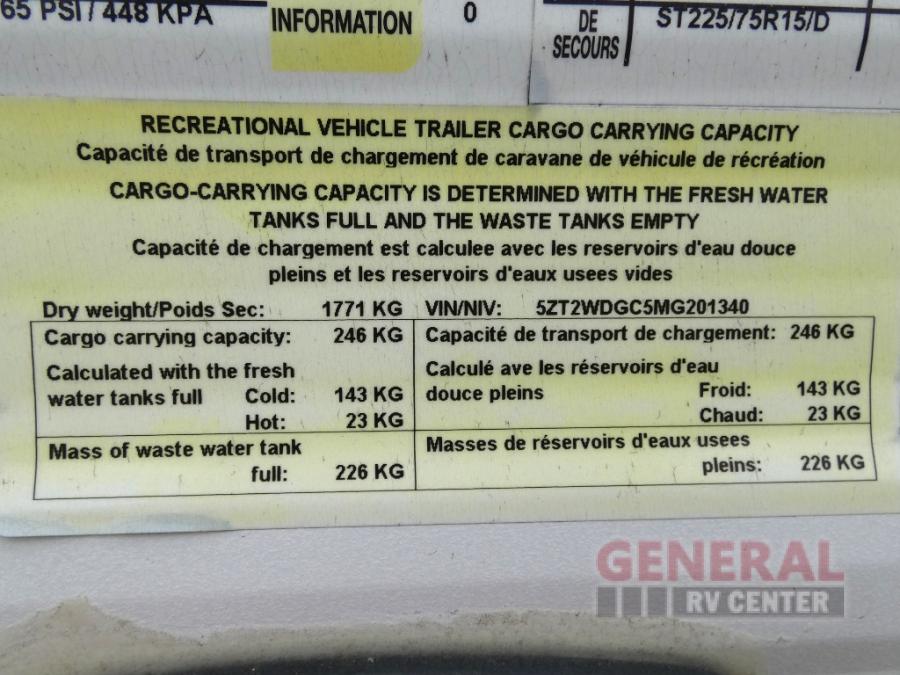 65 PSI / 448 KPA
INFORMATION
0
DE
SECOURS
ST225/75R15/D
RECREATIONAL VEHICLE TRAILER CARGO CARRYING CAPACITY
Capacité de transport de chargement de caravane de véhicule de récréation
CARGO-CARRYING CAPACITY IS DETERMINED WITH THE FRESH WATER
TANKS FULL AND THE WASTE TANKS EMPTY
Capacité de chargement est calculee avec les reservoirs d'eau douce
pleins et les reservoirs d'eaux usees vides
Dry weight/Poids Sec: 1771 KG VIN/NIV: 5ZT2WDGC5MG201340
Cargo carrying capacity: 246 KG
Calculated with the fresh
water tanks full Cold: 143 KG
Hot: 23 KG
Mass of waste water tank
full: 226 KG
Capacité de transport de chargement: 246 KG
Calculé ave les réservoirs d'eau
douce pleins Froid: 143 KG
Chaud: 23 KG
Masses de réservoirs d'eaux usees
pleins: 226 KG
GENERAL
RV CENTER